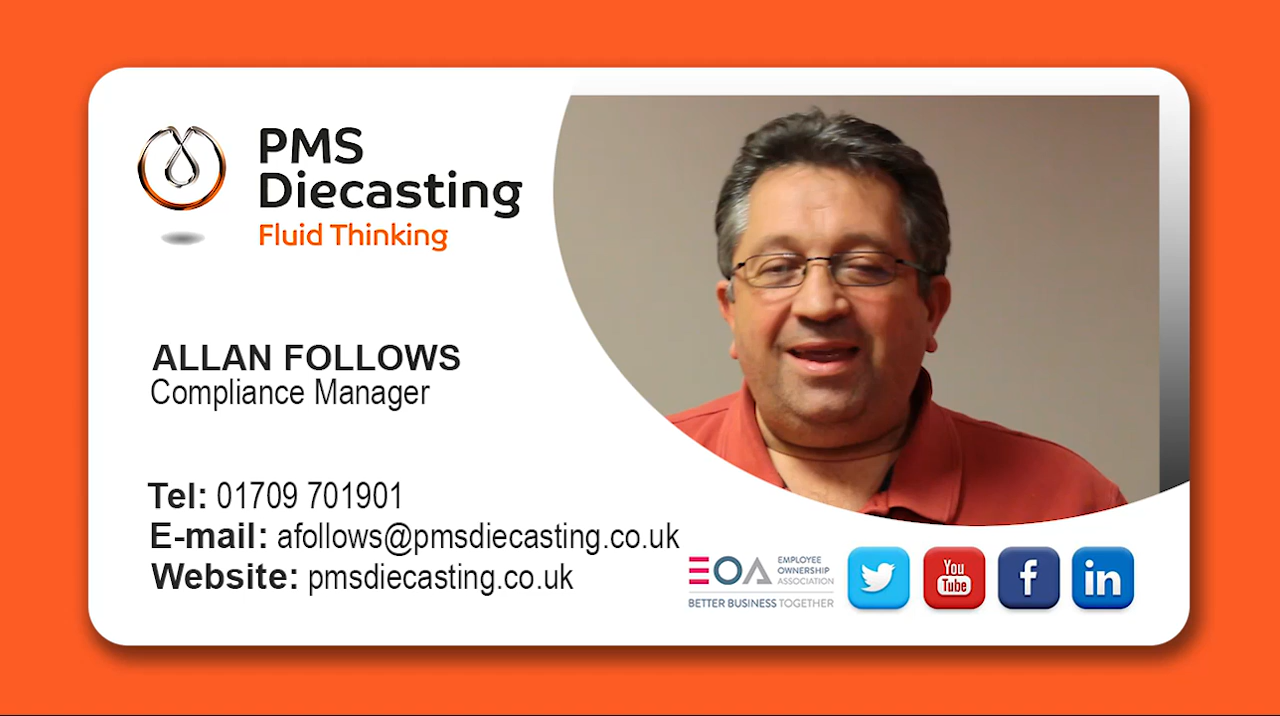 PMS
Diecasting
Fluid Thinking
ALLAN FOLLOWS
Compliance Manager
Tel: 01709 701901
E-mail: afollows@pmsdiecasting.co.uk
Website: pmsdiecasting.co.uk
EOA EMPLOYEE
OWNERSHIP
ASSOCIATION
BETTER BUSINESS TOGETHER
You
Tube
f
in